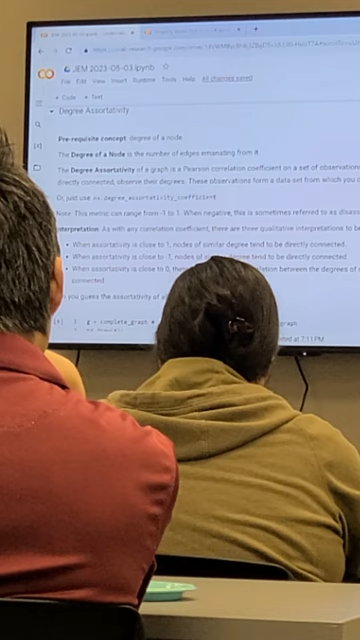 JEM 2023-05-03.ipynb
File Edit View Insert Runtime Tools Help All changes saved
+ Code + Text
Degree Assortativity
Pre-requisite concept: degree of a node
The Degree of a Node is the number of edges emanating from it.
The Degree Assortativity of a graph is a Pearson correlation coefficient on a set of observations
directly connected, observe their degrees. These observations form a data set from which you c
Or, just use nx.degree_assortativity_coefficient
Note: This metric can range from -1 to 1. When negative, this is sometimes referred to as disass
Interpretation: As with any correlation coefficient, there are three qualitative interpretations to be
When assortativity is close to 1, nodes of similar degree tend to be directly connected.
When assortativity is close to -1, nodes of degree tend to be directly connected.
When assortativity is close to 0, between the degrees of
connected
you guess the assortativity of
g = complete_graph graph
at 7:11 PM